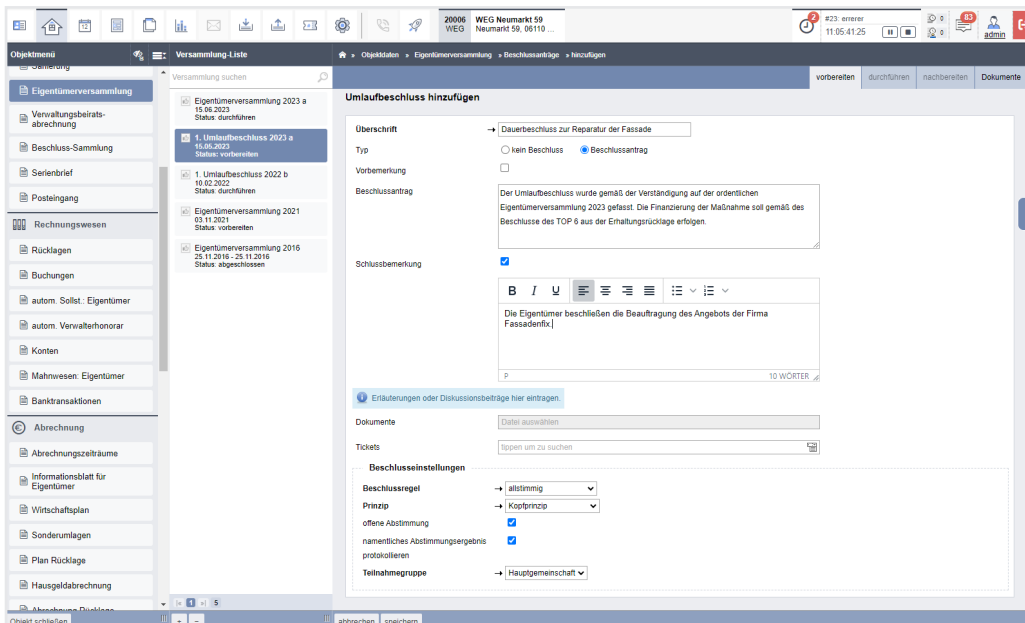 20006 WEG Neumarkt 59
WEG Neumarkt 59, 06110 ...
2
#23: errerer
11:05:41:25
0
0
83
admin
12
Objektmenü
Versammlung-Liste
» Objektdaten » Eigentümerversammlung » Beschlussanträge » hinzufügen
Sanierung
Eigentümerversammlung
Verwaltungsbeirats-
abrechnung
Beschluss-Sammlung
Serienbrief
Posteingang
Rechnungswesen
Rücklagen
Buchungen
autom. Sollst.: Eigentümer
autom. Verwalterhonorar
Konten
Mahnwesen: Eigentümer
Banktransaktionen
Abrechnung
Abrechnungszeiträume
Informationsblatt für
Eigentümer
Wirtschaftsplan
Sonderumlagen
Plan Rücklage
Hausgeldabrechnung
Abrechnung Rücklage
Objekt schließen
Versammlung suchen
Eigentümerversammlung 2023 a
15.06.2023
Status: durchführen
1. Umlaufbeschluss 2023 a
15.05.2023
Status: vorbereiten
1. Umlaufbeschluss 2022 b
10.02.2022
Status: durchführen
Eigentümerversammlung 2021
03.11.2021
Status: vorbereiten
Eigentümerversammlung 2016
25.11.2016 - 25.11.2016
Status: abgeschlossen
1 5
+ -
vorbereiten durchführen nachbereiten Dokumente
Umlaufbeschluss hinzufügen
Überschrift Dauerbeschluss zur Reparatur der Fassade
Typ kein Beschluss Beschlussantrag
Vorbemerkung
Beschlussantrag
Der Umlaufbeschluss wurde gemäß der Verständigung auf der ordentlichen
Eigentümerversammlung 2023 gefasst. Die Finanzierung der Maßnahme soll gemäß des
Beschlusses des TOP 6 aus der Erhaltungsrücklage erfolgen.
Schlussbemerkung
B I U
Die Eigentümer beschließen die Beauftragung des Angebots der Firma
Fassadenfix.
P 10 WÖRTER
Erläuterungen oder Diskussionsbeiträge hier eintragen.
Dokumente Datei auswählen
Tickets tippen um zu suchen
Beschlusseinstellungen
Beschlussregel allstimmig
Prinzip Kopfprinzip
offene Abstimmung
namentliches Abstimmungsergebnis
protokollieren
Teilnahmegruppe Hauptgemeinschaft
abbrechen speichern